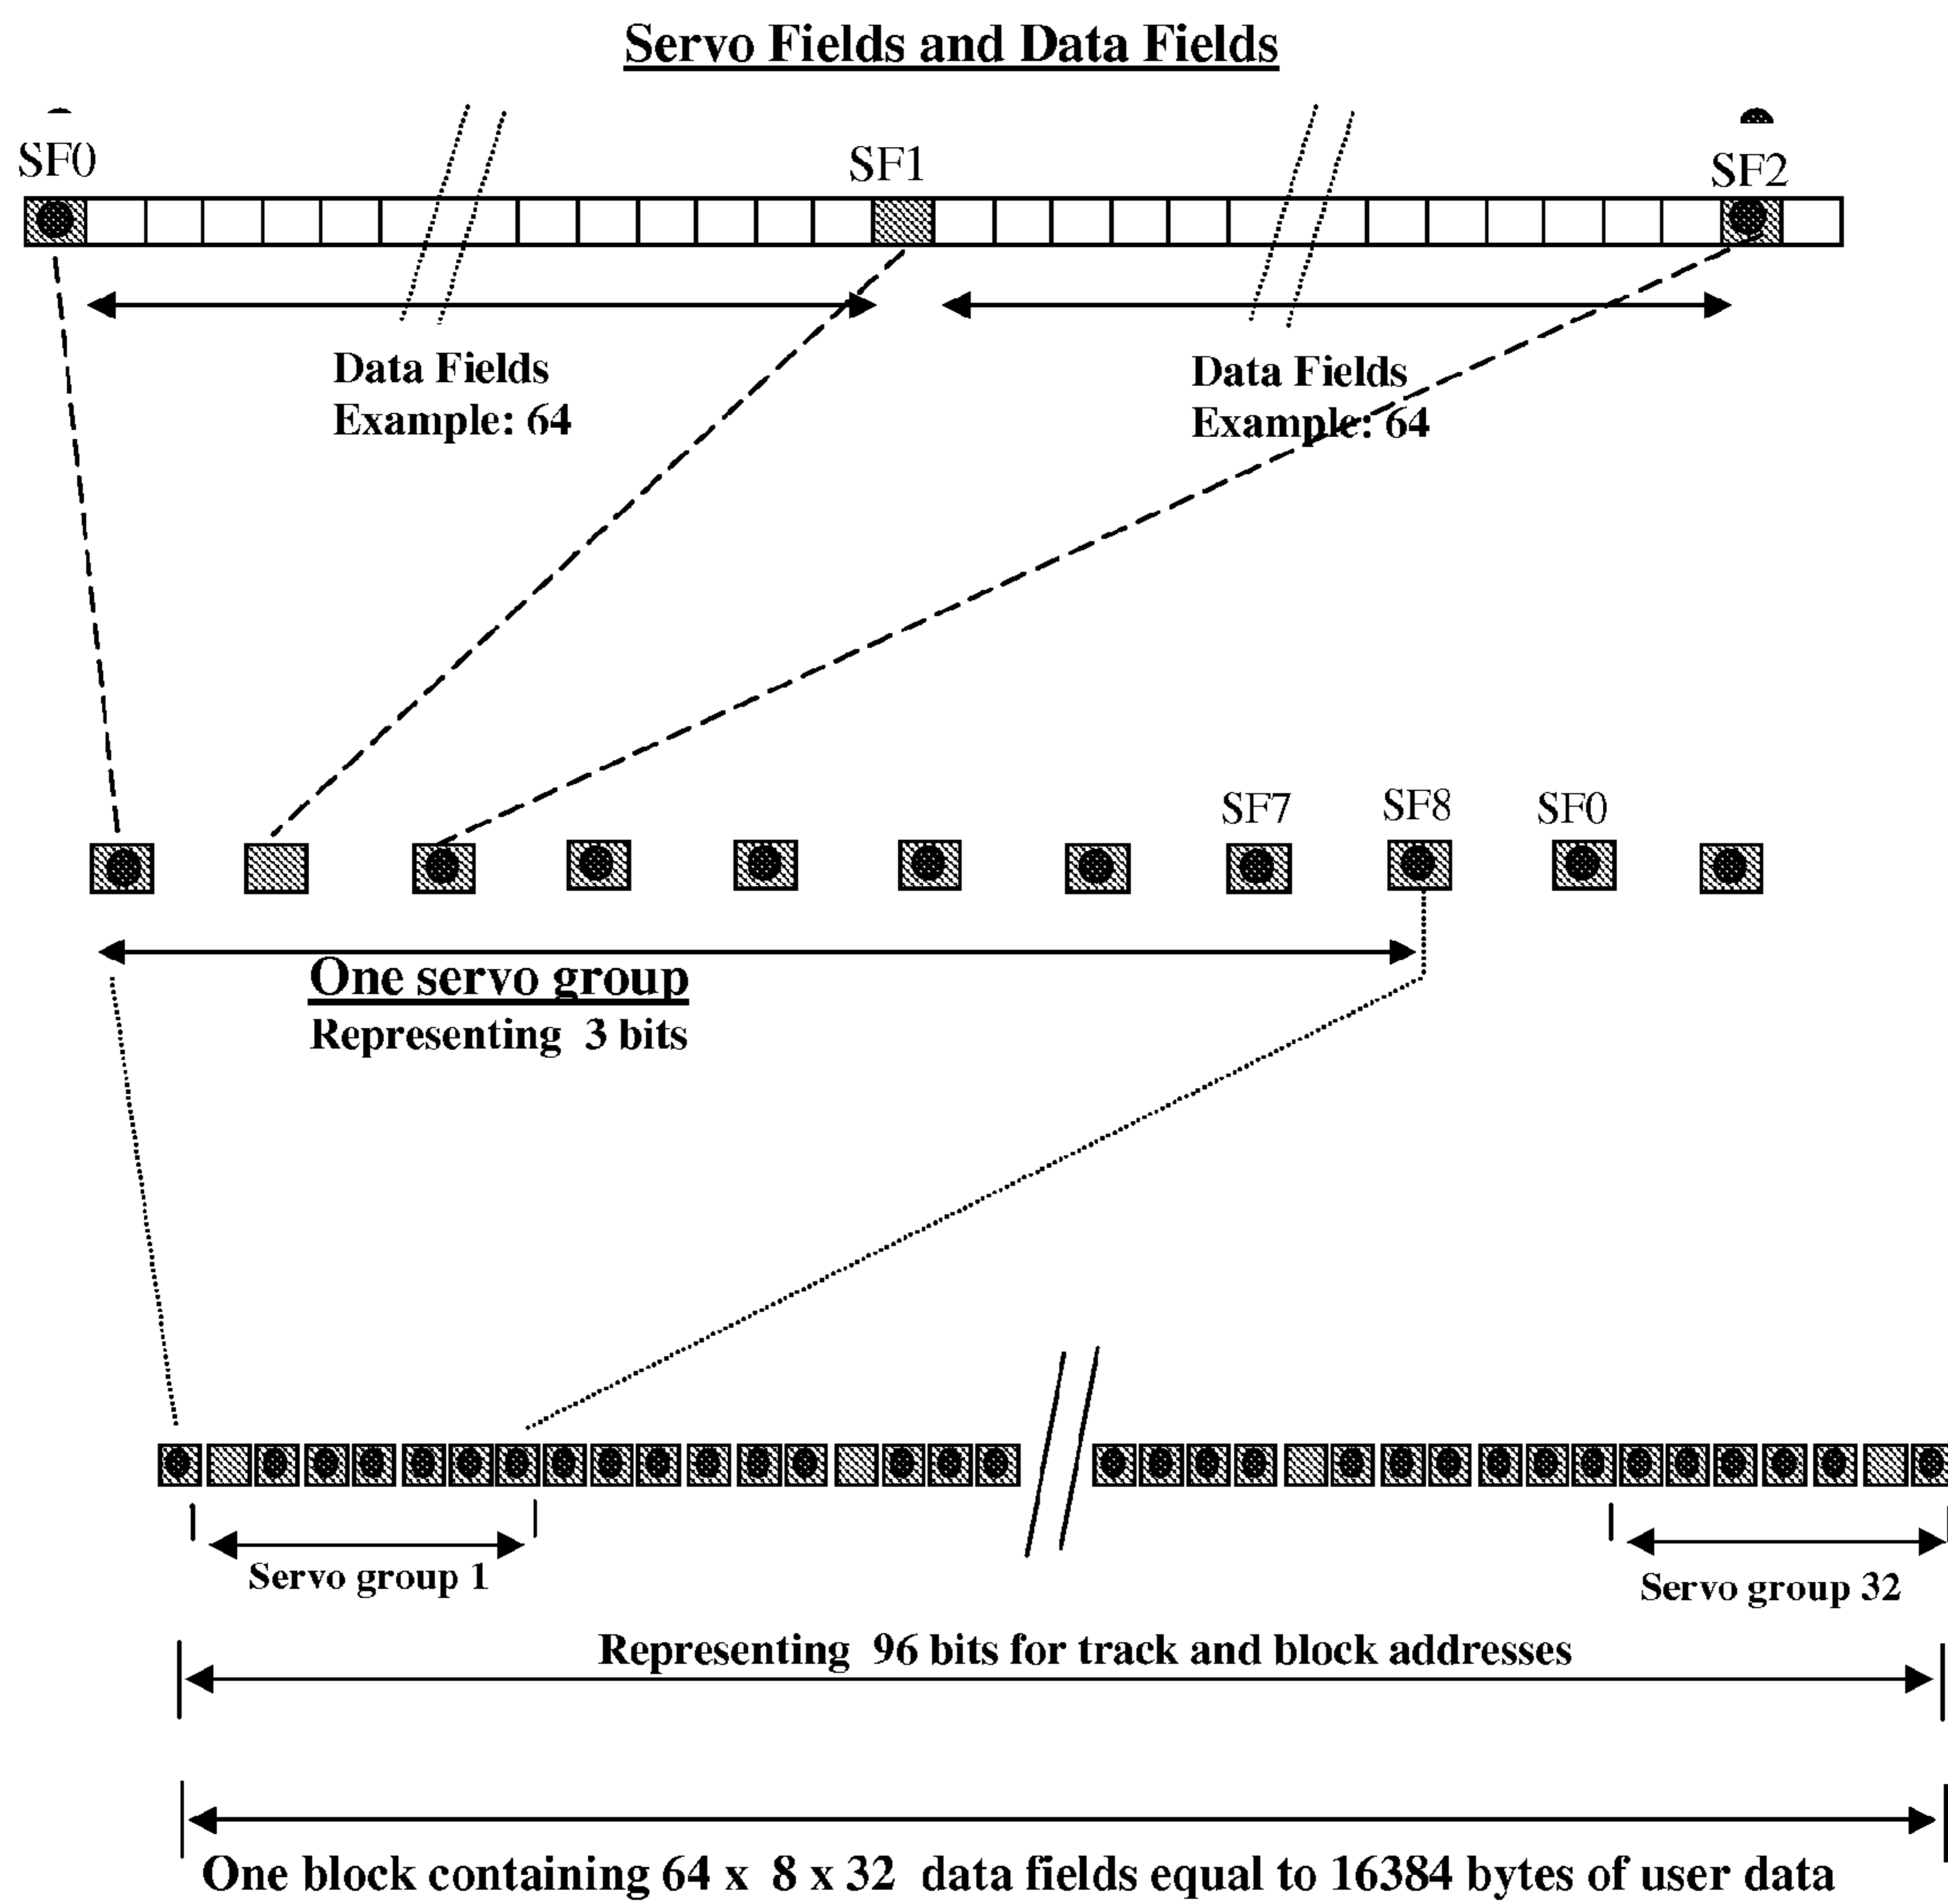 Servo Fields and Data Fields
SF0
SF1
SF2
Data Fields
Example: 64
Data Fields
Example: 64
SF7
SF8
SF0
One servo group
Representing 3 bits
Servo group 1
Servo group 32
Representing 96 bits for track and block addresses
One block containing 64 x 8 x 32 data fields equal to 16384 bytes of user data